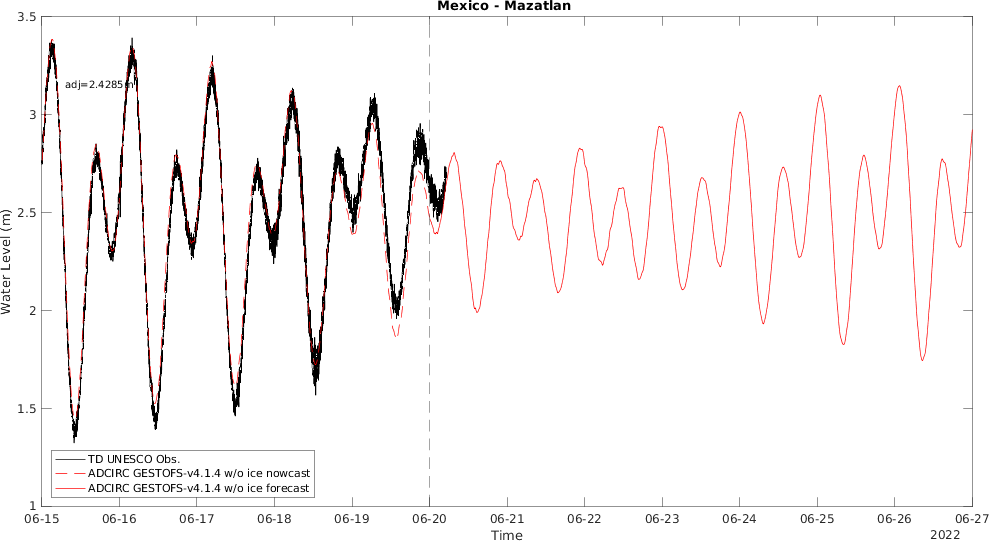 Mexico - Mazatlan
3.5
3
2.5
2
1.5
1
Water Level (m)
adj=2.4285m
TD UNESCO Obs.
ADCIRC GESTOFS-v4.1.4 w/o ice nowcast
ADCIRC GESTOFS-v4.1.4 w/o ice forecast
06-15 06-16 06-17 06-18 06-19 06-20 06-21 06-22 06-23 06-24 06-25 06-26 06-27
Time
2022